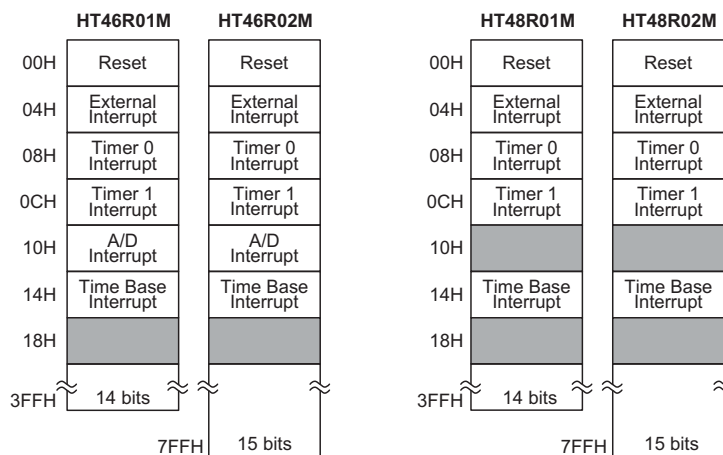 HT46R01M HT46R02M HT48R01M HT48R02M
00H Reset Reset 00H Reset Reset
04H External Interrupt External Interrupt 04H External Interrupt External Interrupt
08H Timer 0 Interrupt Timer 0 Interrupt 08H Timer 0 Interrupt Timer 0 Interrupt
0CH Timer 1 Interrupt Timer 1 Interrupt 0CH Timer 1 Interrupt Timer 1 Interrupt
10H A/D Interrupt A/D Interrupt 10H
14H Time Base Interrupt Time Base Interrupt 14H Time Base Interrupt Time Base Interrupt
18H 18H
3FFH 14 bits 3FFH 14 bits
7FFH 15 bits 7FFH 15 bits